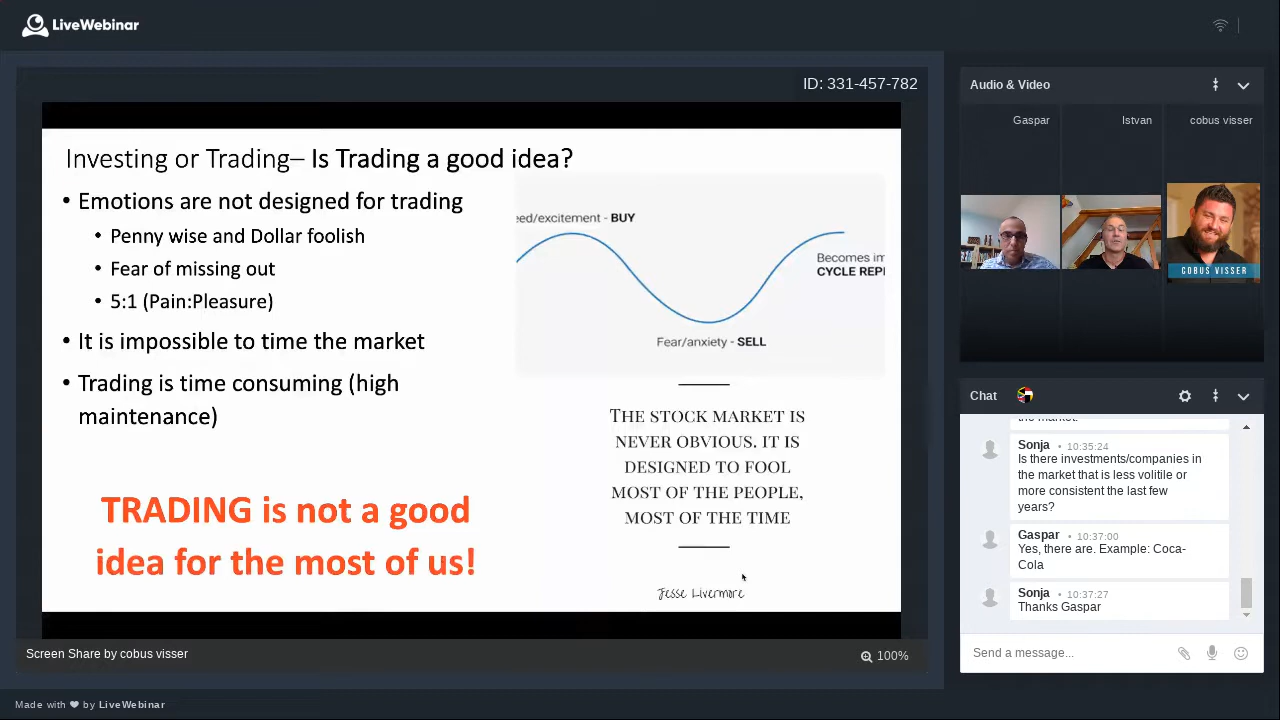 LiveWebinar
ID: 331-457-782
Investing or Trading– Is Trading a good idea?
• Emotions are not designed for trading
• Penny wise and Dollar foolish
• Fear of missing out
• 5:1 (Pain:Pleasure)
• It is impossible to time the market
• Trading is time consuming (high
maintenance)
TRADING is not a good
idea for the most of us!
eed/excitement - BUY
Becomes im
CYCLE REPE
Fear/anxiety - SELL
THE STOCK MARKET IS
NEVER OBVIOUS. IT IS
DESIGNED TO FOOL
MOST OF THE PEOPLE,
MOST OF THE TIME
Jesse Livermore
Screen Share by cobus visser
100%
Audio & Video
Gaspar
Istvan
cobus visser
COBUS VISSER
Chat
the market.
Sonja • 10:35:24
Is there investments/companies in
the market that is less volitile or
more consistent the last few
years?
Gaspar • 10:37:00
Yes, there are. Example: Coca-
Cola
Sonja • 10:37:27
Thanks Gaspar
Send a message...
Made with ❤ by LiveWebinar